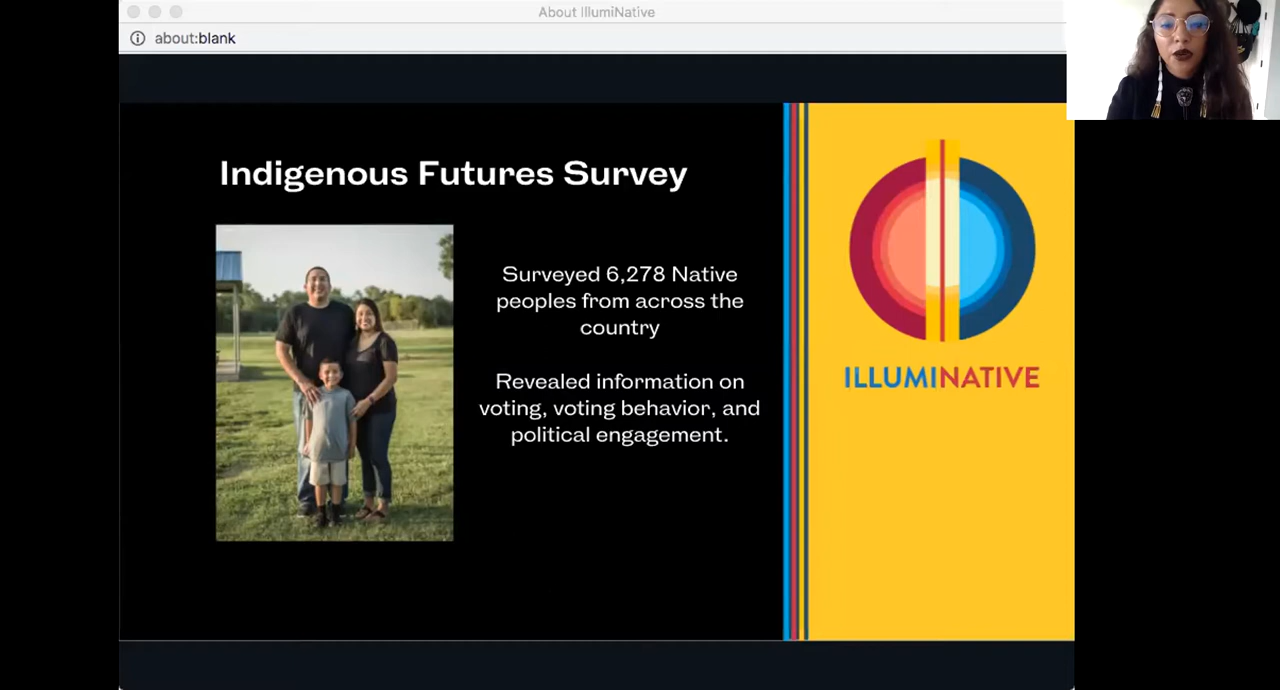 About IllumiNative
about:blank
Indigenous Futures Survey
Surveyed 6,278 Native
peoples from across the
country
Revealed information on
voting, voting behavior, and
political engagement.
ILLUMINATIVE